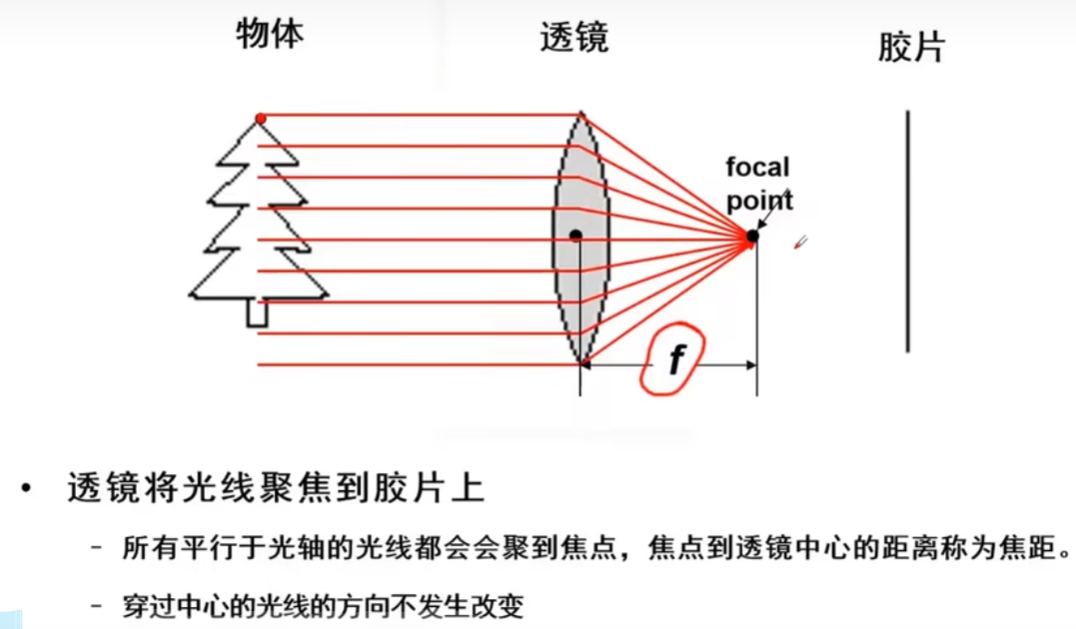 物体
透镜
胶片
focal
point
f
• 透镜将光线聚焦到胶片上
- 所有平行于光轴的光线都会会聚到焦点，焦点到透镜中心的距离称为焦距。
- 穿过中心的光线的方向不发生改变